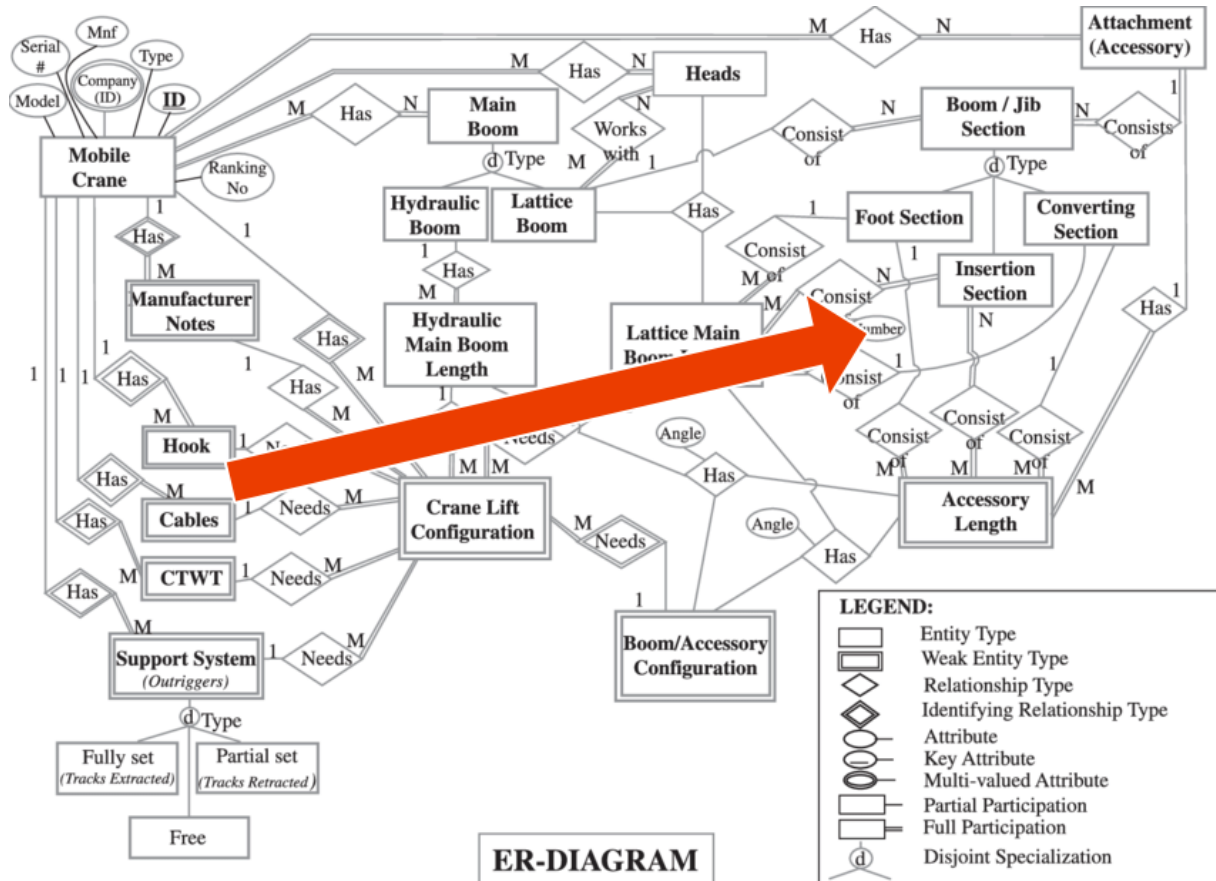 Mnf
Serial
#
Type
Company
(ID)
Model
ID
Mobile
Crane
Ranking
No
M
Has
N
Attachment
(Accessory)
M
Has
N
Heads
M
Has
N
Main
Boom
d
Type
Hydraulic
Boom
Lattice
Boom
N
Works
with
M
1
Consist
of
N
Boom / Jib
Section
d
Type
N
Consists
of
1
Foot Section
Converting
Section
Insertion
Section
1
Has
M
Manufacturer
Notes
1
Has
M
1
Has
M
Hydraulic
Main Boom
Length
Has
1
Consist
of
M
M
Consist
N
Lattice Main
Consist
of
1
1
Has
M
1
Has
M
1
Has
M
Hook
1
1
Has
M
Cables
1
Needs
M
1
Has
M
CTWT
1
Needs
M
1
Has
M
Support System
(Outriggers)
1
Needs
M
d
Type
Fully set
(Tracks Extracted)
Partial set
(Tracks Retracted )
Free
1
M
M
Needs
Crane Lift
Configuration
M
Needs
1
Boom/Accessory
Configuration
Angle
Has
Angle
Has
1
Consist
of
M
N
Consist
of
M
1
Consist
of
M
1
Has
M
Accessory
Length
LEGEND:
Entity Type
Weak Entity Type
Relationship Type
Identifying Relationship Type
Attribute
Key Attribute
Multi-valued Attribute
Partial Participation
Full Participation
d
Disjoint Specialization
ER-DIAGRAM